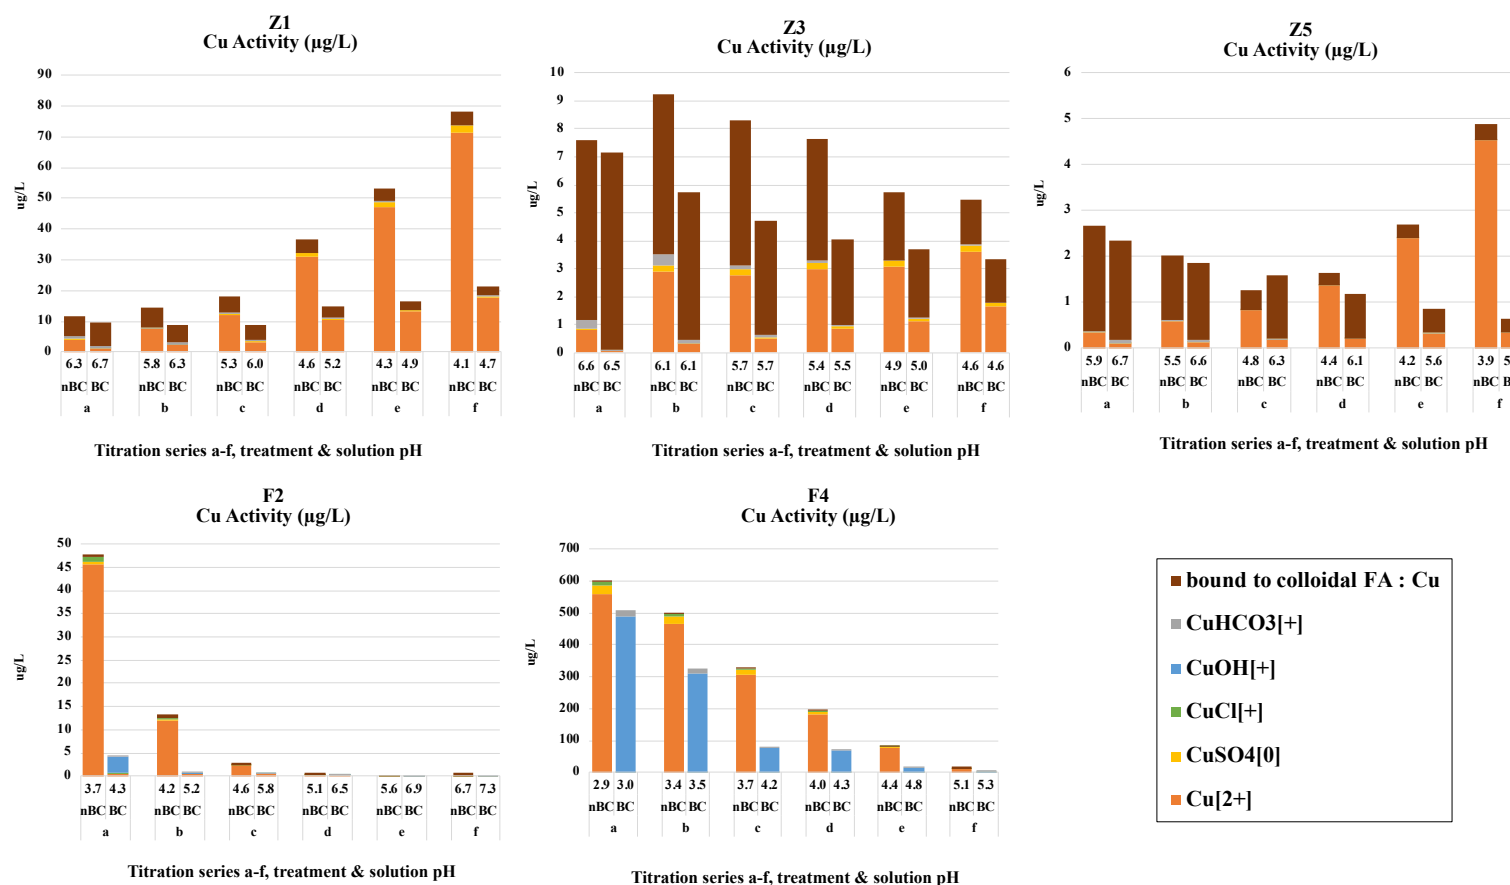 Z1
Cu Activity (µg/L)
90
80
70
60
50
40
30
20
10
0
ug/L
6.3 6.7 5.8 6.3 5.3 6.0 4.6 5.2 4.3 4.9 4.1 4.7
nBC BC nBC BC nBC BC nBC BC nBC BC nBC BC
a b c d e f
Titration series a-f, treatment & solution pH
Z3
Cu Activity (µg/L)
10
9
8
7
6
5
4
3
2
1
0
ug/L
6.6 6.5 6.1 6.1 5.7 5.7 5.4 5.5 4.9 5.0 4.6 4.6
nBC BC nBC BC nBC BC nBC BC nBC BC nBC BC
a b c d e f
Titration series a-f, treatment & solution pH
Z5
Cu Activity (µg/L)
6
5
4
3
2
1
0
ug/L
5.9 6.7 5.5 6.6 4.8 6.3 4.4 6.1 4.2 5.6 3.9
nBC BC nBC BC nBC BC nBC BC nBC BC nBC
a b c d e f
Titration series a-f, treatment & solution pH
F2
Cu Activity (µg/L)
50
45
40
35
30
25
20
15
10
5
0
ug/L
3.7 4.3 4.2 5.2 4.6 5.8 5.1 6.5 5.6 6.9 6.7 7.3
nBC BC nBC BC nBC BC nBC BC nBC BC nBC BC
a b c d e f
Titration series a-f, treatment & solution pH
F4
Cu Activity (µg/L)
700
600
500
400
300
200
100
0
ug/L
2.9 3.0 3.4 3.5 3.7 4.2 4.0 4.3 4.4 4.8 5.1 5.3
nBC BC nBC BC nBC BC nBC BC nBC BC nBC BC
a b c d e f
Titration series a-f, treatment & solution pH
bound to colloidal FA : Cu
CuHCO3[+]
CuOH[+]
CuCl[+]
CuSO4[0]
Cu[2+]